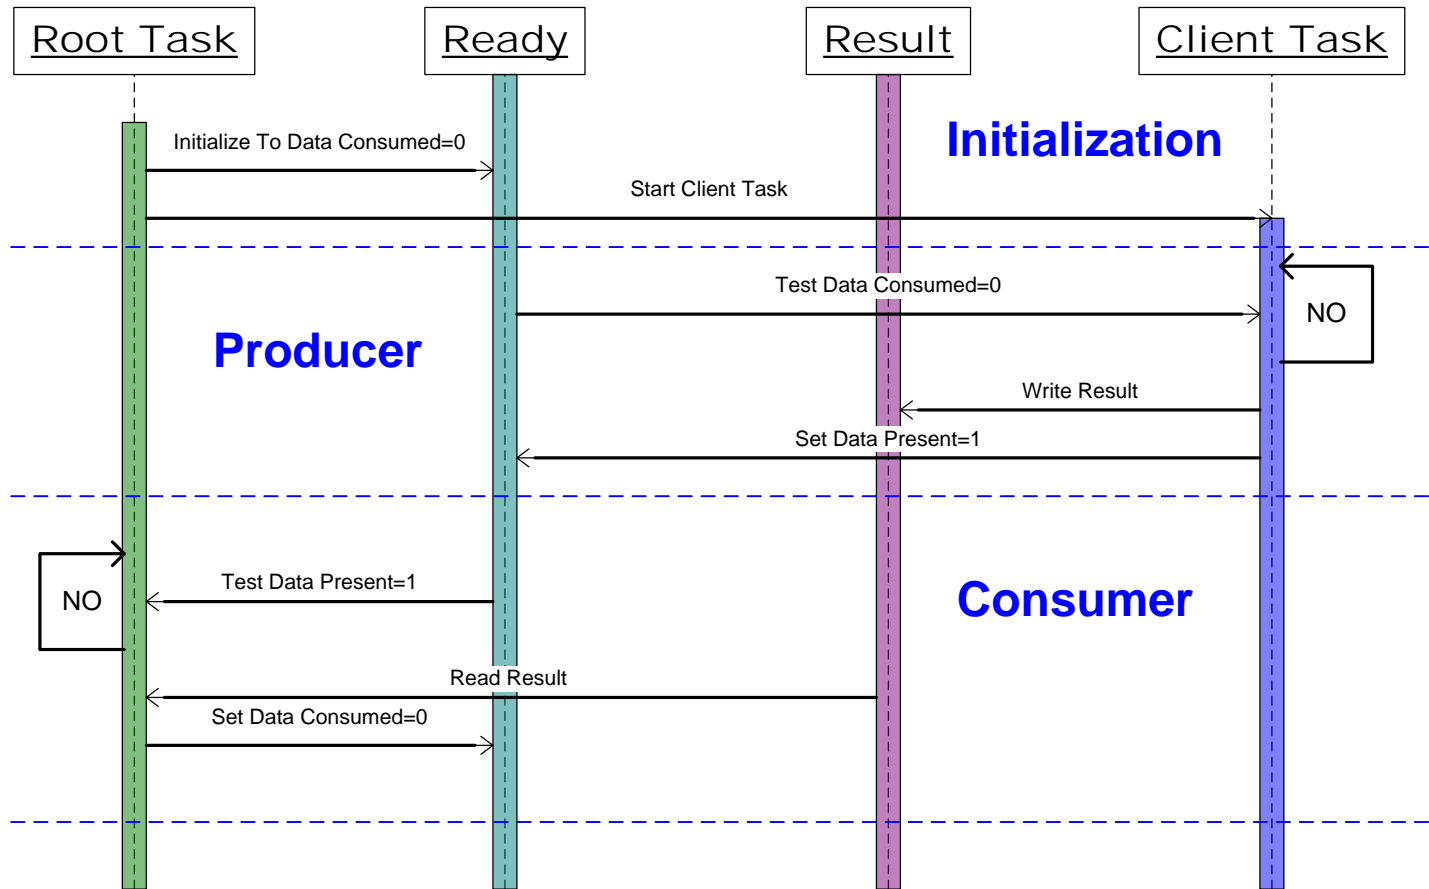 Root Task
Ready
Result
Client Task
Initialization
Initialize To Data Consumed=0
Start Client Task
Test Data Consumed=0
NO
Producer
Write Result
Set Data Present=1
Test Data Present=1
NO
Consumer
Read Result
Set Data Consumed=0